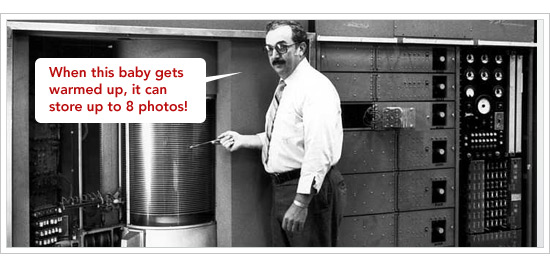 When this baby gets
warmed up, it can
store up to 8 photos!